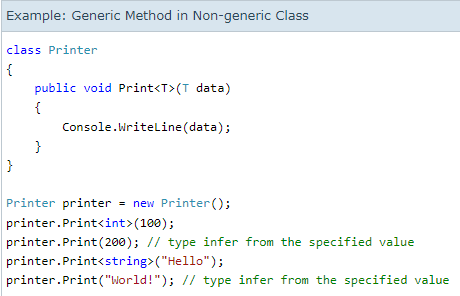 Example: Generic Method in Non-generic Class
class Printer
{
    public void Print<T>(T data)
    {
        Console.WriteLine(data);
    }
}

Printer printer = new Printer();
printer.Print<int>(100);
printer.Print(200); // type infer from the specified value
printer.Print<string>("Hello");
printer.Print("World!"); // type infer from the specified value